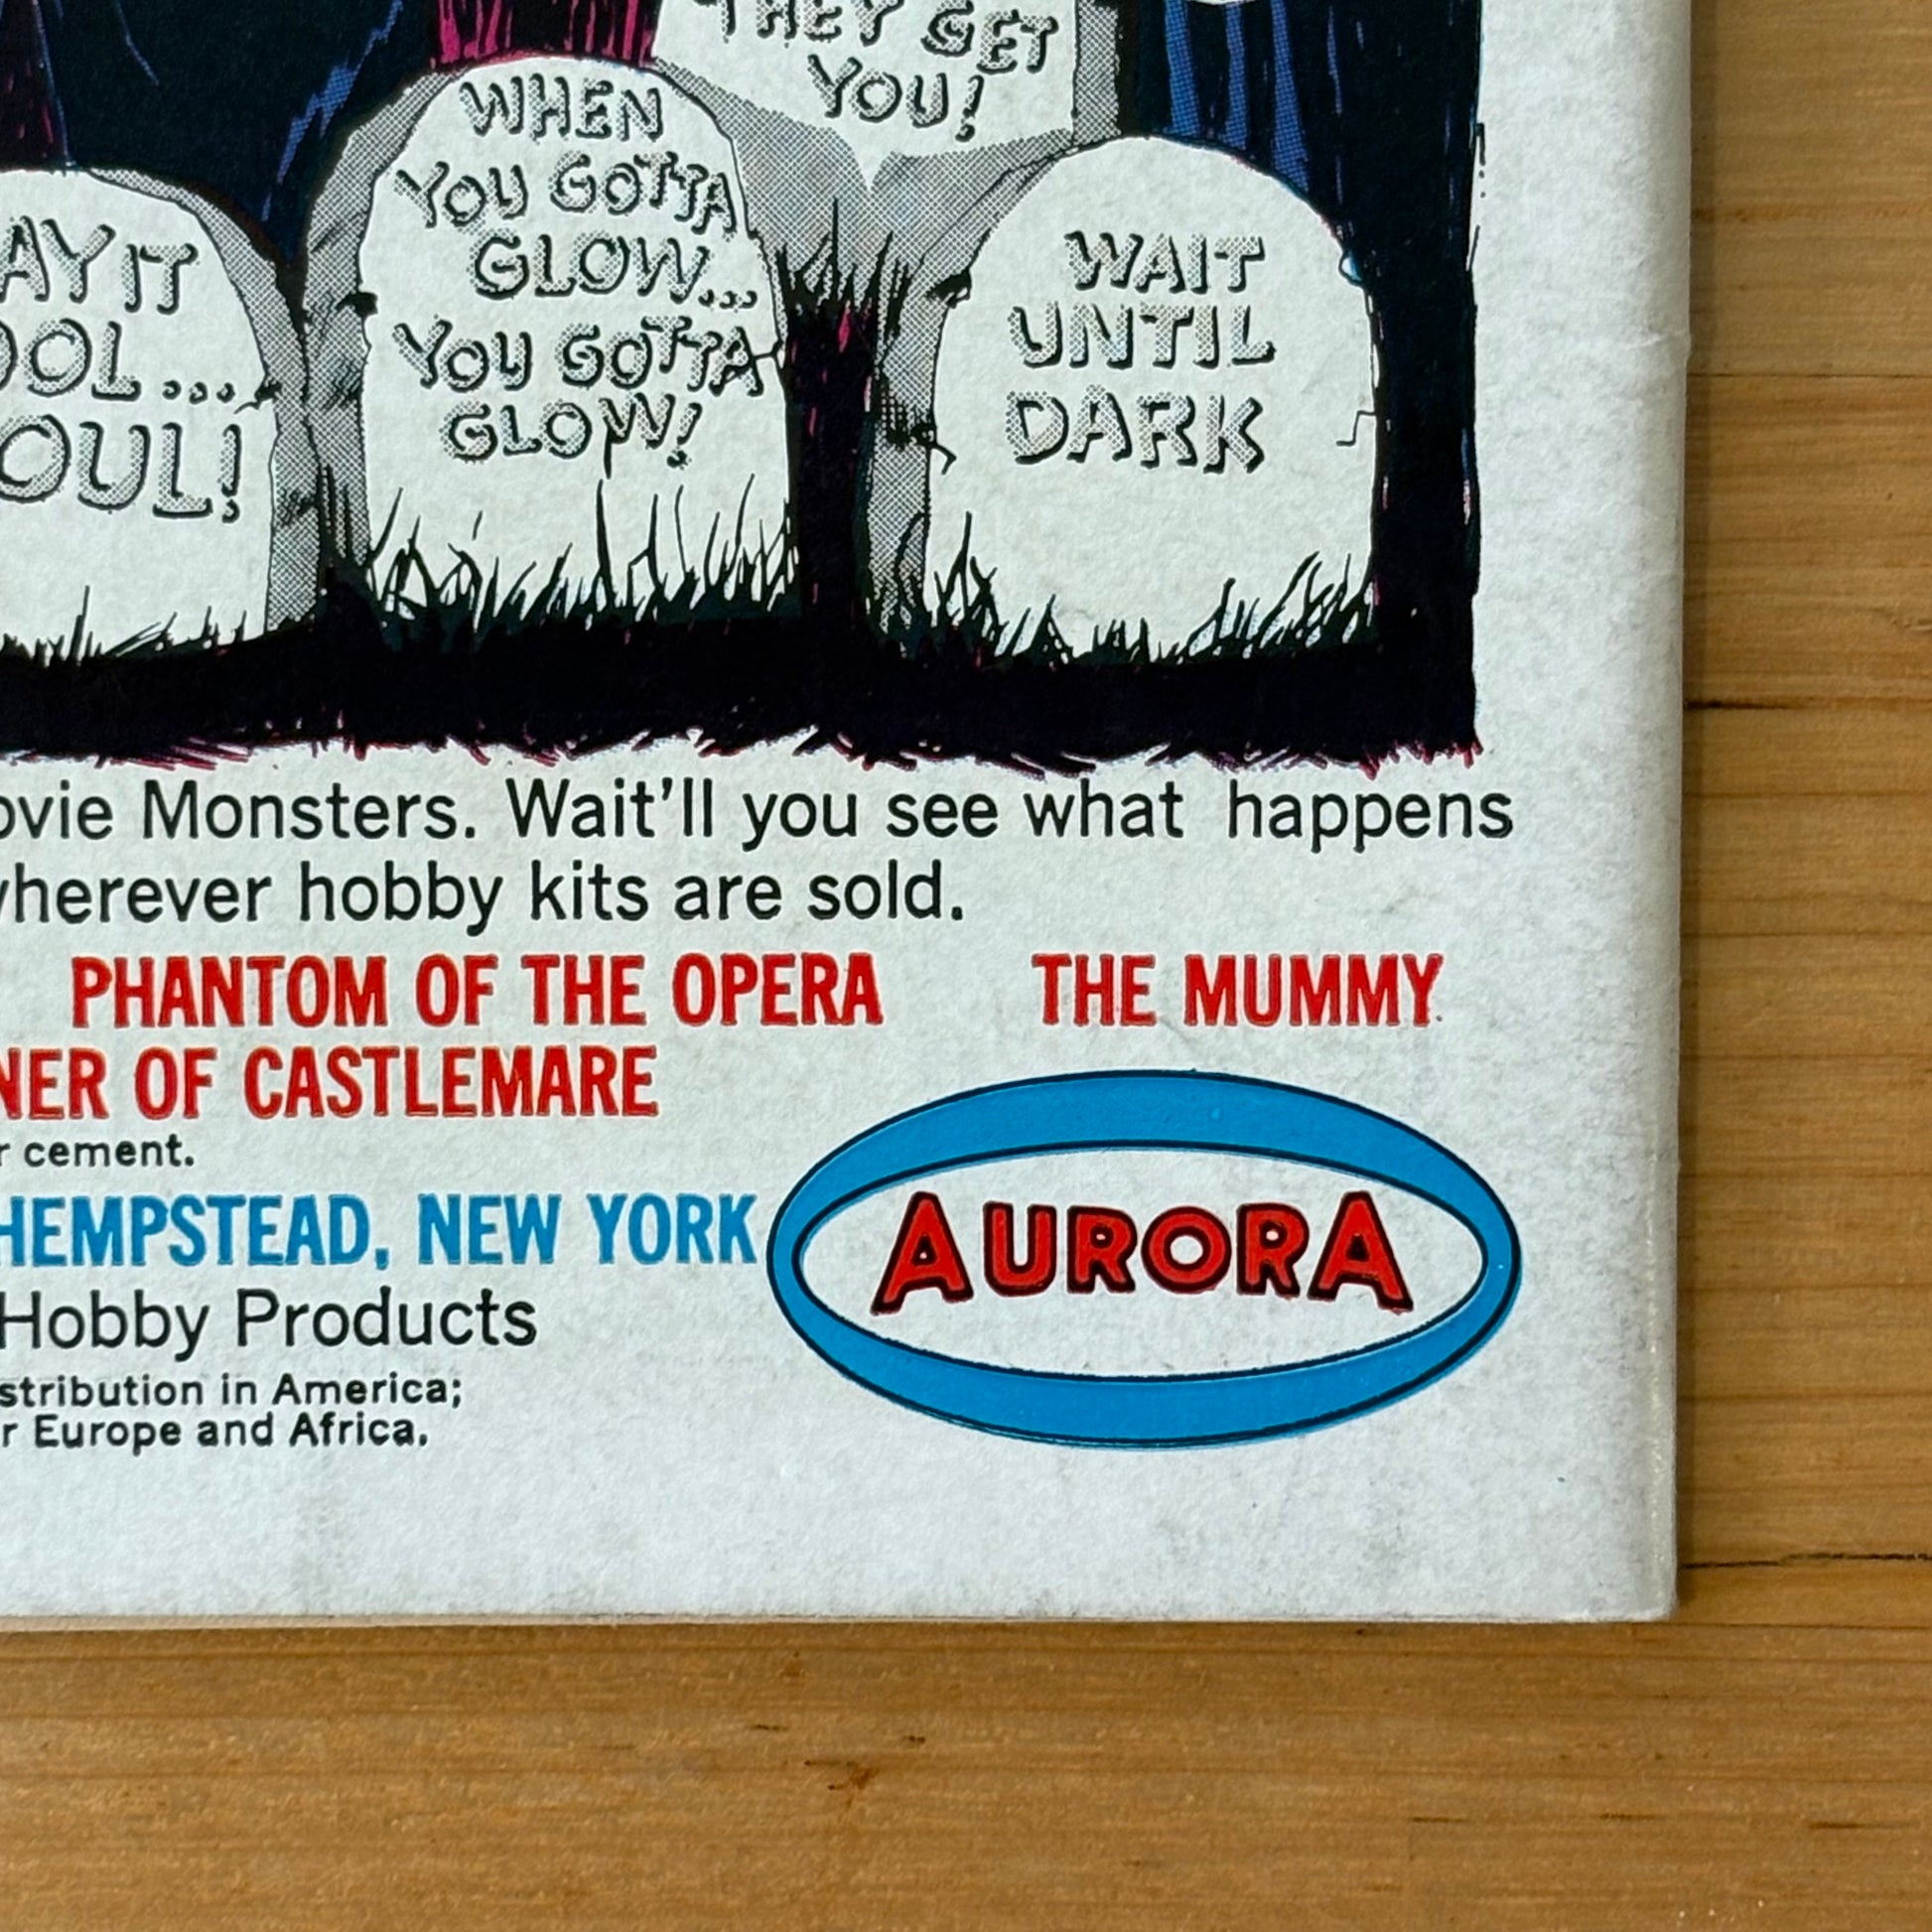 THEY GET
YOU!
WHEN
YOU GOTTA
GLOW...
YOU GOTTA
GLOW!
AY IT
OOL...
OUL!
WAIT
UNTIL
DARK
ovie Monsters. Wait'll you see what happens
wherever hobby kits are sold.
PHANTOM OF THE OPERA THE MUMMY
NER OF CASTLEMARE
r cement.
HEMPSTEAD, NEW YORK
AURORA
Hobby Products
stribution in America;
r Europe and Africa.